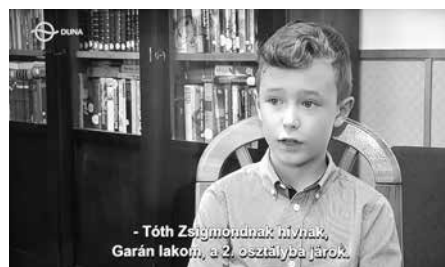 DUNA
- Tóth Zsigmondnak hívnak,
Garán lakom, a 2. osztályba járok.